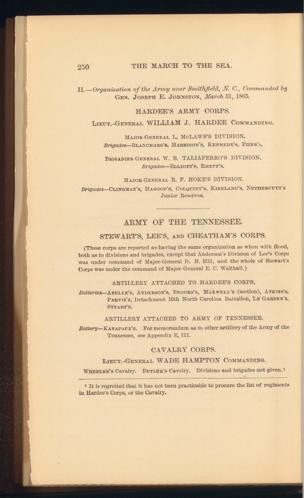 250 THE MARCH TO THE SEA.
II.—Organization of the Army near Smithfield, N. C., Commanded by
GEN. JOSEPH E. JOHNSTON, March 31, 1865.
HARDEE'S ARMY CORPS.
LIEUT.-GENERAL WILLIAM J. HARDEE COMMANDING.
MAJOR-GENERAL L. McLAWS'S DIVISION.
Brigades—BLANCHARD'S, HARRISON'S, KENNEDY'S, FISER'S.
BRIGADIER-GENERAL W. B. TALIAFERRO'S DIVISION.
Brigades—ELLIOTT'S, RHETT'S.
MAJOR-GENERAL R. F. HOKE'S DIVISION.
Brigades—CLINGMAN'S, HAGOOD'S, COLQUITT'S, KIRKLAND'S, NETHERCUTT'S
Junior Reserves.
ARMY OF THE TENNESSEE.
STEWART'S, LEE'S, AND CHEATHAM'S CORPS.
(These corps are reported as having the same organization as when with Hood,
both as to divisions and brigades, except that Anderson's Division of Lee's Corps
was under command of Major-General D. H. Hill, and the whole of Stewart's
Corps was under the command of Major-General E. C. Walthall.)
ARTILLERY ATTACHED TO HARDEE'S CORPS.
Batteries—ABELL'S, ANDERSON'S, BROOKS'S, MAXWELL'S (section),
Detachment 10th North Carolina Battalion, LE GARDEUR'S,
STUART'S.
ARTILLERY ATTACHED TO ARMY OF TENNESSEE.
Battery—KANAPAUX'S. For memorandum as to other artillery of the Army of the
Tennessee, see Appendix E, III.
CAVALRY CORPS.
LIEUT.-GENERAL WADE HAMPTON COMMANDING.
WHEELER'S Cavalry. BUTLER'S Cavalry. Divisions and brigades not given.¹
¹ It is regretted that it has not been practicable to procure the list of regiments
in Hardee's Corps, or the Cavalry.